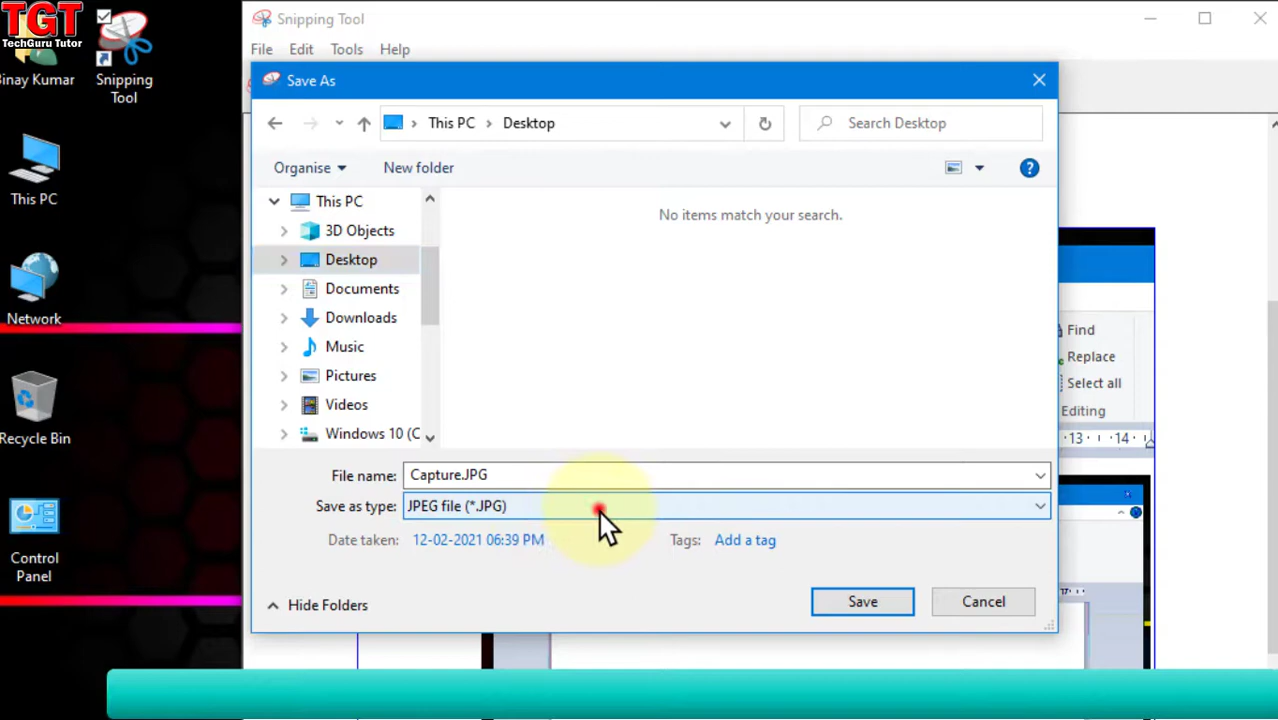 TGT
TechGuru Tutor
Binay Kumar
Snipping
Tool
This PC
Network
Recycle Bin
Control
Panel
Snipping Tool
File Edit Tools Help
Save As
This PC Desktop
Search Desktop
Organise New folder
This PC
3D Objects
Desktop
Documents
Downloads
Music
Pictures
Videos
Windows 10 (C
No items match your search.
File name: Capture.JPG
Save as type: JPEG file (*.JPG)
Date taken: 12-02-2021 06:39 PM Tags: Add a tag
Hide Folders
Save Cancel
Find
Replace
Select all
Editing
13 14